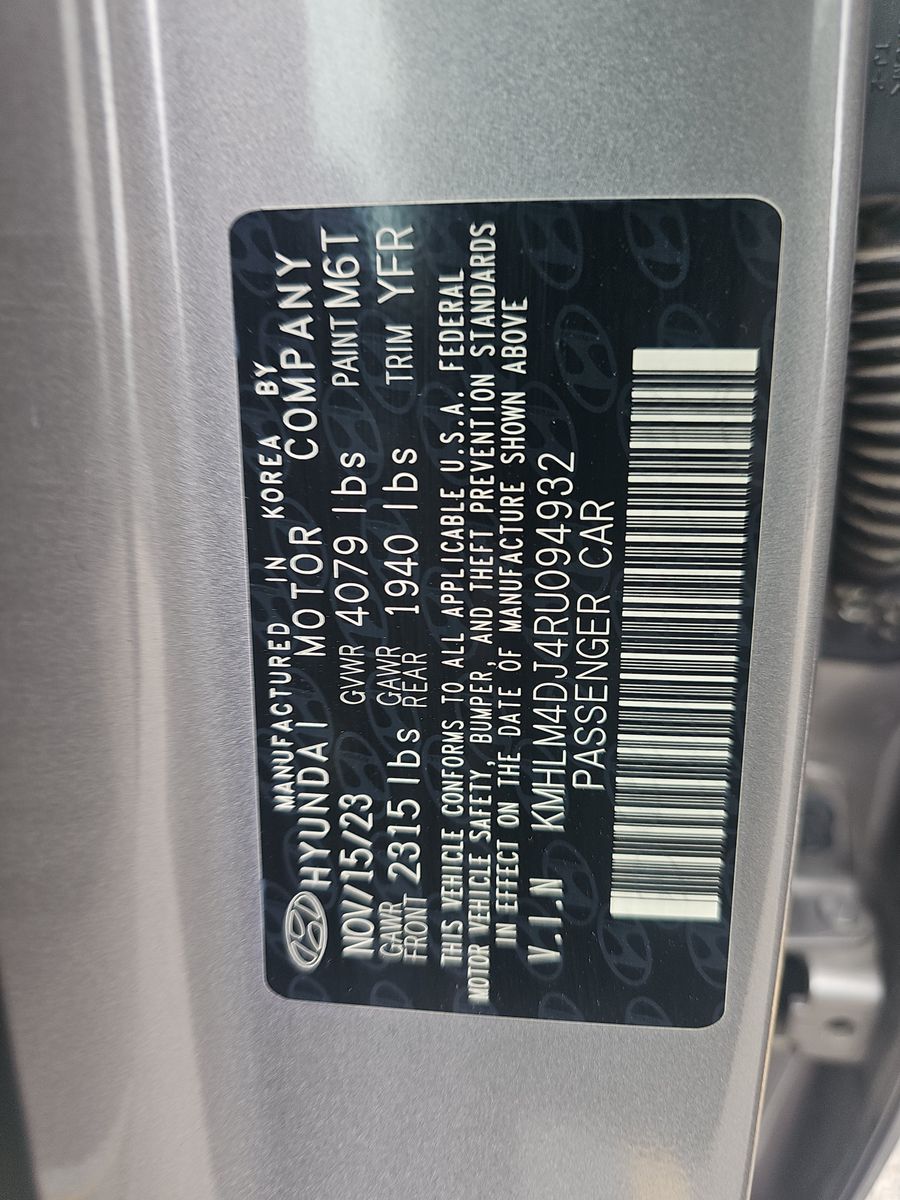 MANUFACTURED IN KOREA BY
HYUNDAI MOTOR COMPANY
NOV/15/23 GVWR 4079 lbs PAINT M6T
GAWR FRONT 2315 lbs GAWR REAR 1940 lbs TRIM YFR
THIS VEHICLE CONFORMS TO ALL APPLICABLE U.S.A. FEDERAL
MOTOR VEHICLE SAFETY, BUMPER, AND THEFT PREVENTION STANDARDS
IN EFFECT ON THE DATE OF MANUFACTURE SHOWN ABOVE
V.I.N KMHLM4DJ4RU094932
PASSENGER CAR